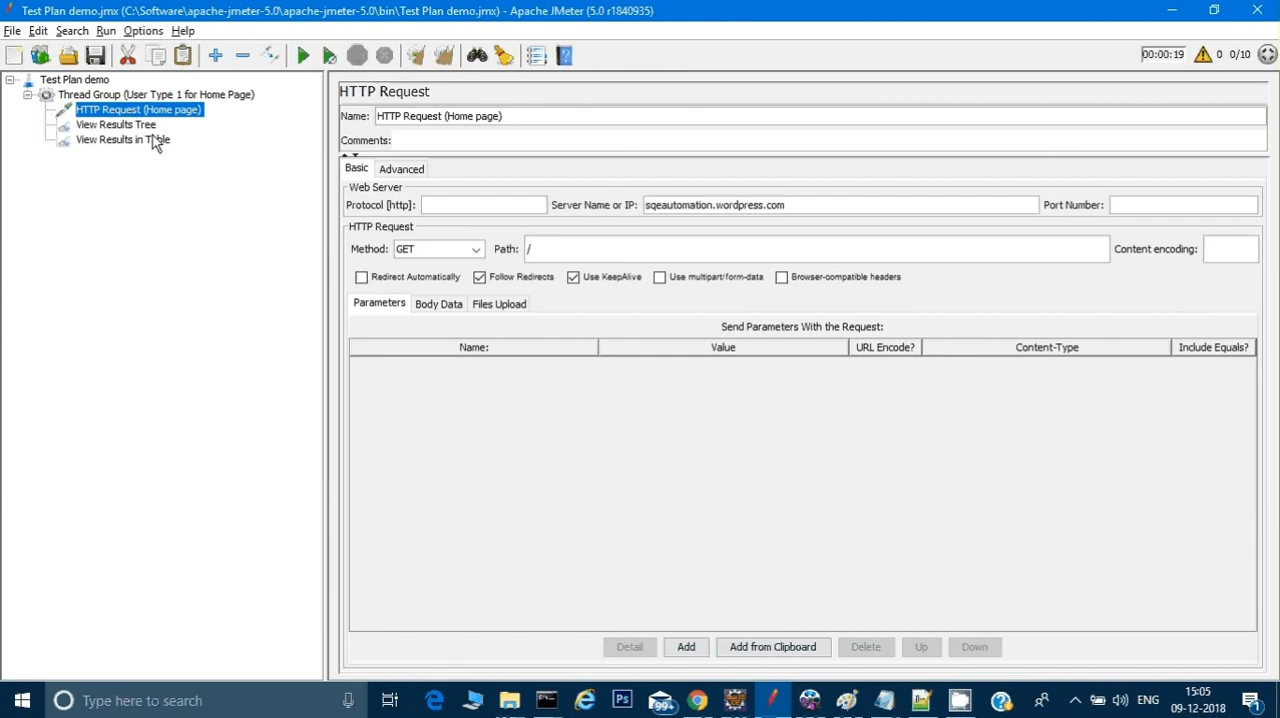 Test Plan demo.jmx (C:\Software\apache-jmeter-5.0\apache-jmeter-5.0\bin\Test Plan demo.jmx) - Apache JMeter (5.0 r1840935)
File Edit Search Run Options Help
00:00:19 0 0/10
Test Plan demo
Thread Group (User Type 1 for Home Page)
HTTP Request (Home page)
View Results Tree
View Results in Table
HTTP Request
Name: HTTP Request (Home page)
Comments:
Basic Advanced
Web Server
Protocol [http]: Server Name or IP: sqeautomation.wordpress.com Port Number:
HTTP Request
Method: GET Path: / Content encoding:
Redirect Automatically Follow Redirects Use KeepAlive Use multipart/form-data Browser-compatible headers
Parameters Body Data Files Upload
Send Parameters With the Request:
Name: Value URL Encode? Content-Type Include Equals?
Detail Add Add from Clipboard Delete Up Down
Type here to search Ps 99+ ENG 15:05
09-12-2018 1